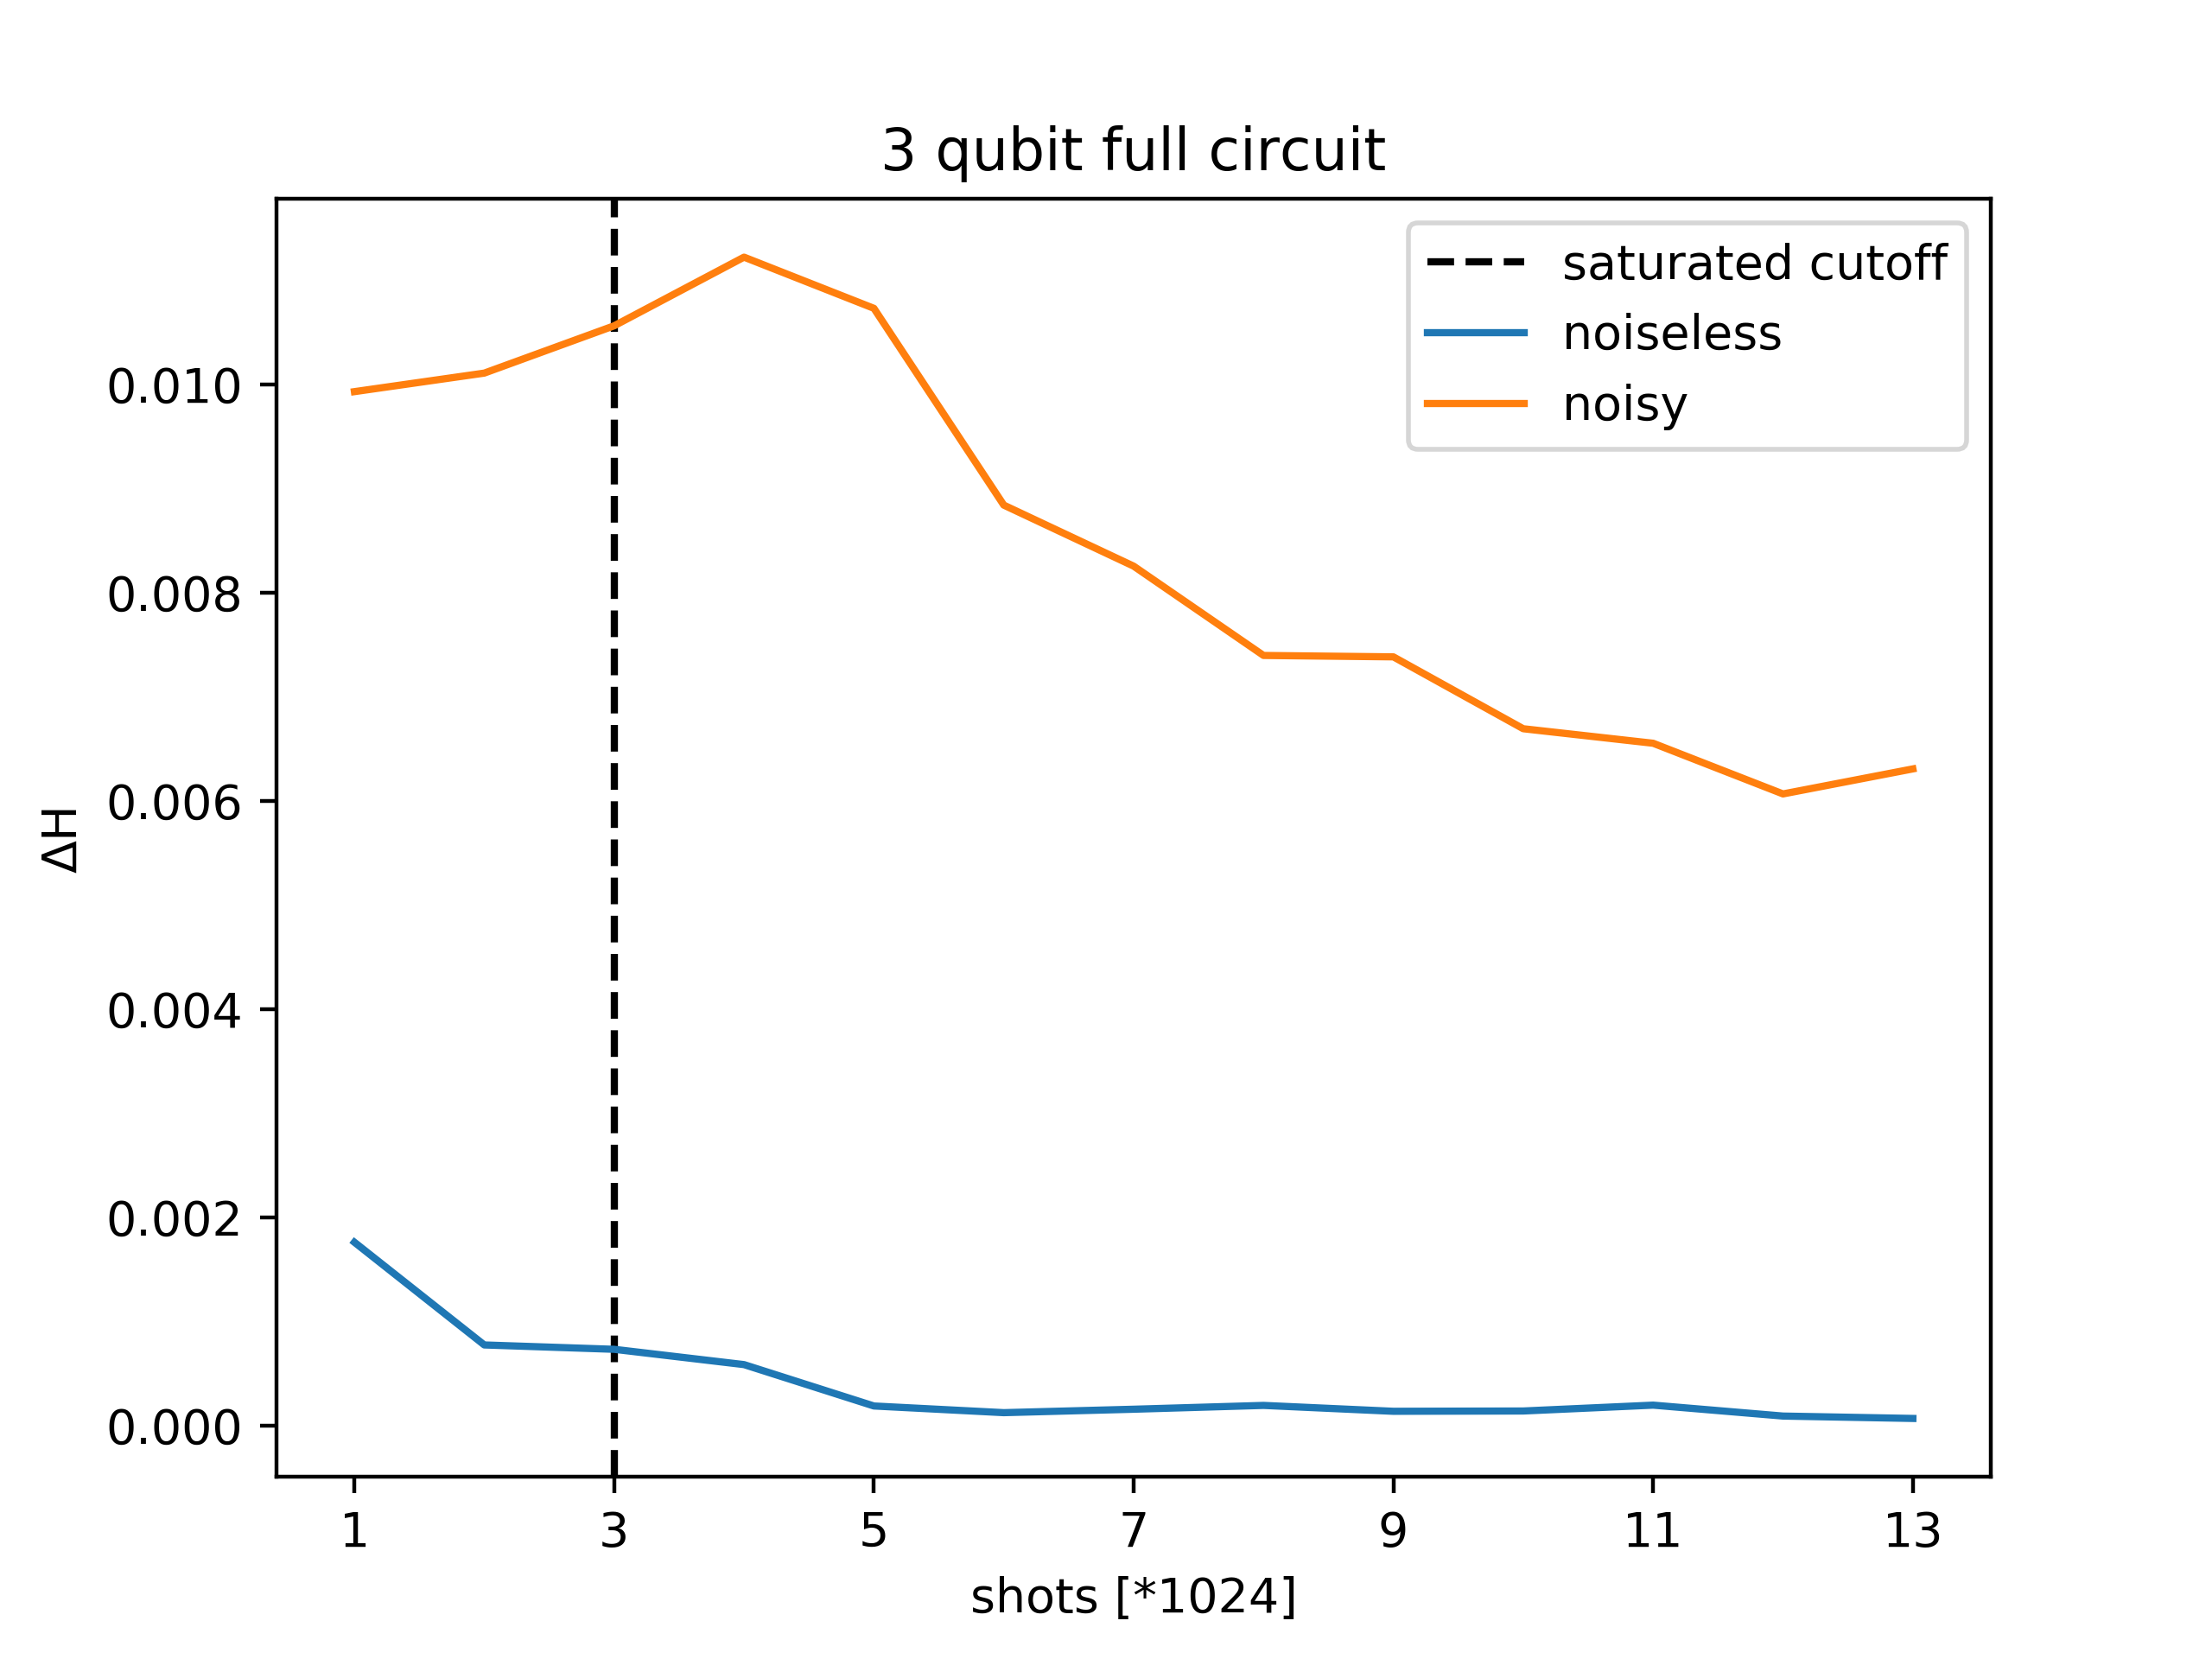 3 qubit full circuit
saturated cutoff
noiseless
noisy
0.010
0.008
0.006
0.004
0.002
0.000
ΔH
1 3 5 7 9 11 13
shots [*1024]